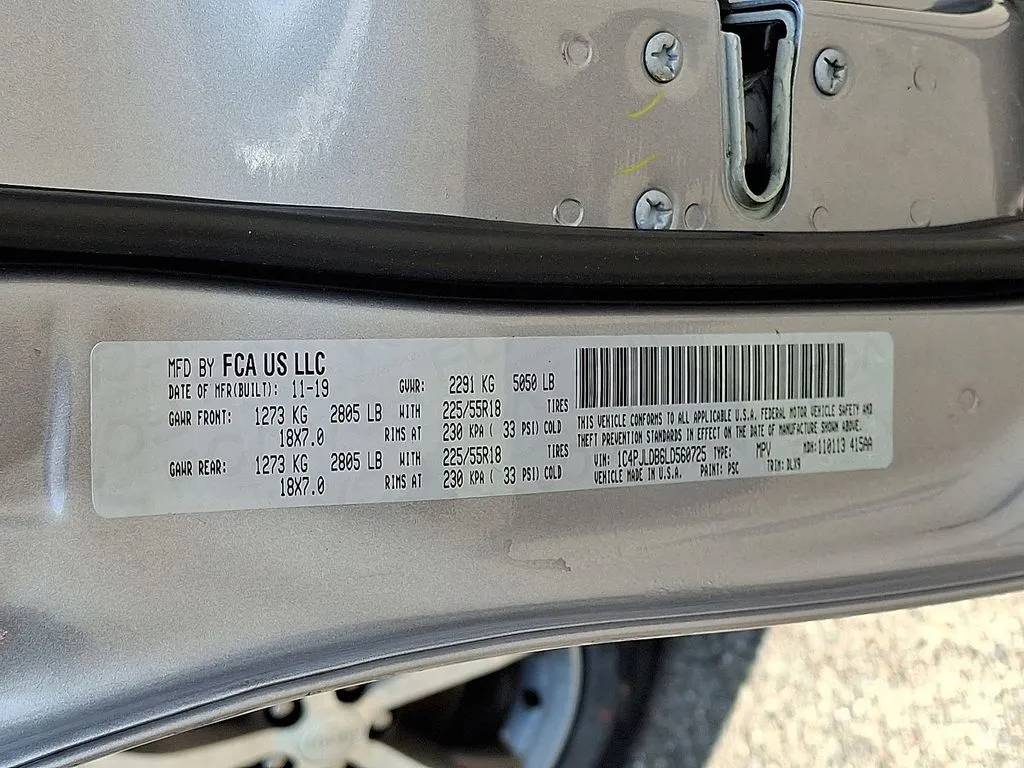 MFD BY FCA US LLC
DATE OF MFR(BUILT): 11-19 GVWR: 2291 KG 5050 LB
GAWR FRONT: 1273 KG 2805 LB WITH 225/55R18 TIRES
18X7.0 RIMS AT 230 KPA ( 33 PSI) COLD
GAWR REAR: 1273 KG 2805 LB WITH 225/55R18 TIRES
18X7.0 RIMS AT 230 KPA ( 33 PSI) COLD
THIS VEHICLE CONFORMS TO ALL APPLICABLE U.S.A. FEDERAL MOTOR VEHICLE SAFETY AND
THEFT PREVENTION STANDARDS IN EFFECT ON THE DATE OF MANUFACTURE SHOWN ABOVE.
VIN: 1C4PJLDB6LD560725 TYPE: MPV MDH: 110113 415AA
VEHICLE MADE IN U.S.A. PAINT: PSC TRIM: DLX9